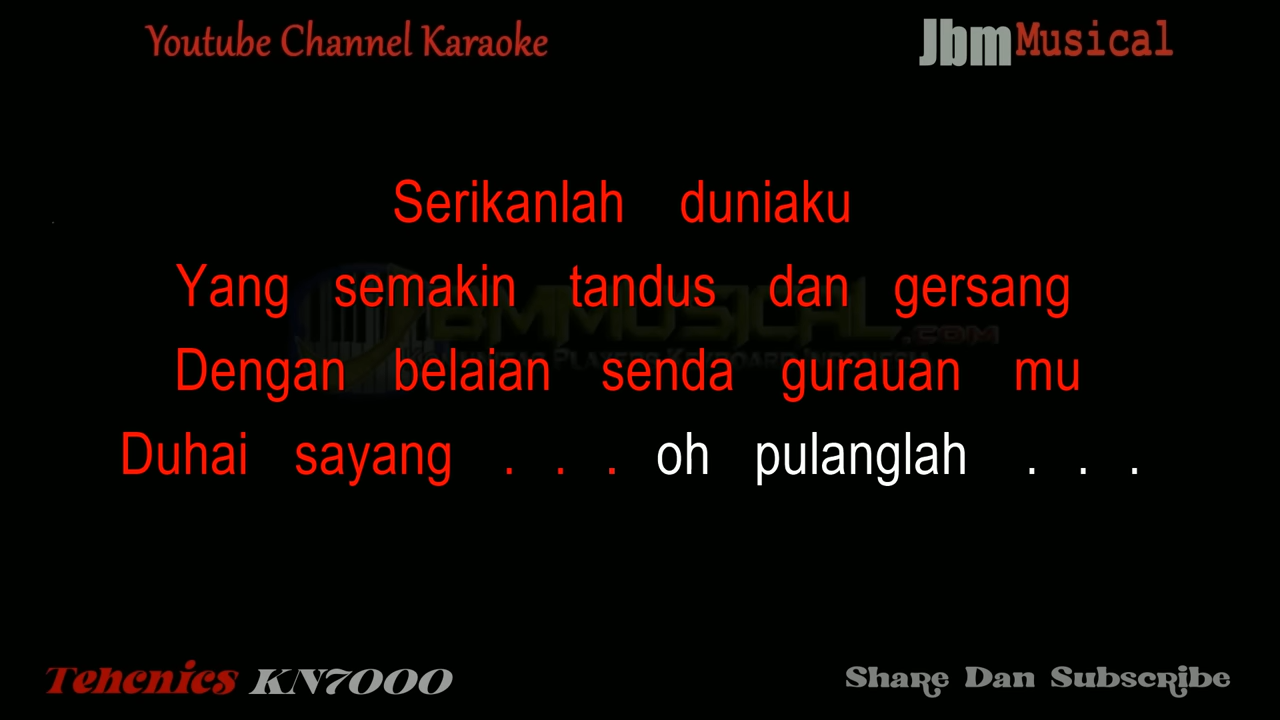 Youtube Channel Karaoke
JbmMusical
Serikanlah duniaku
Yang semakin tandus dan gersang
Dengan belaian senda gurauan mu
Duhai sayang . . . oh pulanglah . . .
Tehcnics KN7000
Share Dan Subscribe